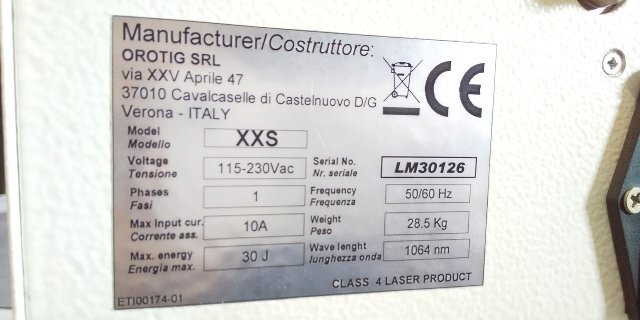 Manufacturer/Costruttore:
OROTIG SRL
via XXV Aprile 47
37010 Cavalcaselle di Castelnuovo D/G
Verona - ITALY
CE
Model
Modello
XXS
Voltage
Tensione
115-230Vac
Serial No.
Nr. seriale
LM30126
Phases
Fasi
1
Frequency
Frequenza
50/60 Hz
Max Input cur.
Corrente ass.
10A
Weight
Peso
28.5 Kg
Max. energy
Energia max.
30 J
Wave lenght
lunghezza onda
1064 nm
CLASS 4 LASER PRODUCT
ETI00174-01